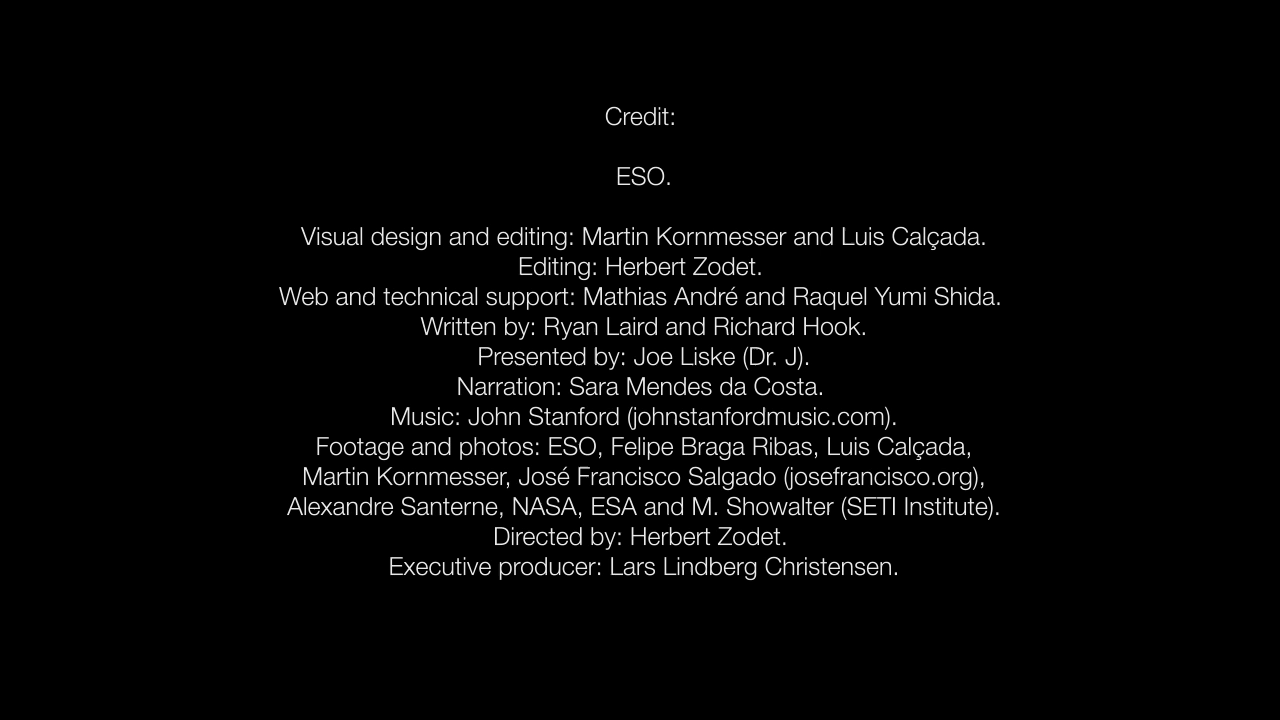 Credit:
ESO.
Visual design and editing: Martin Kornmesser and Luis Calçada.
Editing: Herbert Zodet.
Web and technical support: Mathias André and Raquel Yumi Shida.
Written by: Ryan Laird and Richard Hook.
Presented by: Joe Liske (Dr. J).
Narration: Sara Mendes da Costa.
Music: John Stanford (johnstanfordmusic.com).
Footage and photos: ESO, Felipe Braga Ribas, Luis Calçada,
Martin Kornmesser, José Francisco Salgado (josefrancisco.org),
Alexandre Santerne, NASA, ESA and M. Showalter (SETI Institute).
Directed by: Herbert Zodet.
Executive producer: Lars Lindberg Christensen.